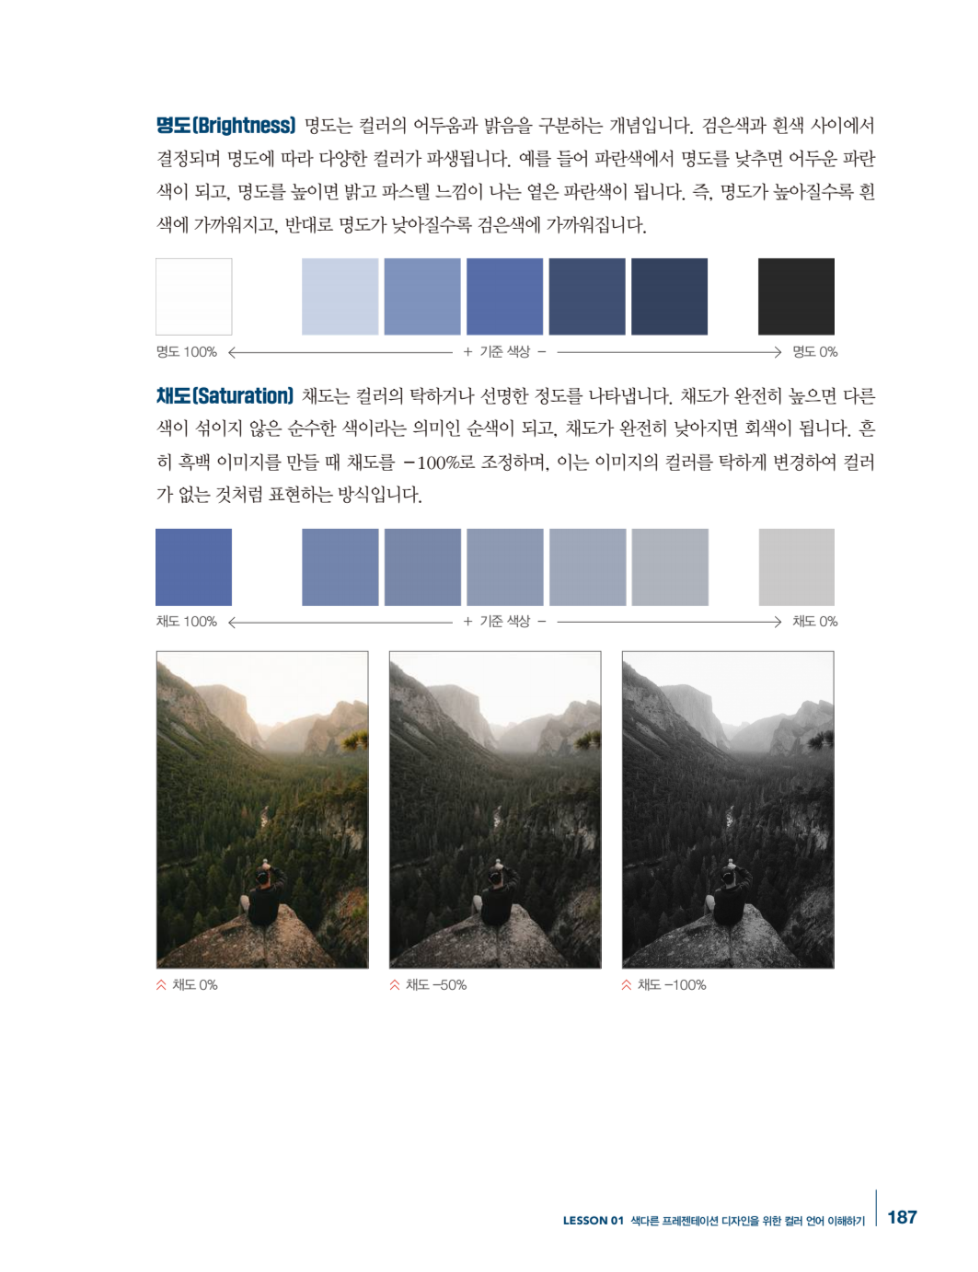 명도(Brightness) 명도는 컬러의 어두움과 밝음을 구분하는 개념입니다. 검은색과 흰색 사이에서
결정되며 명도에 따라 다양한 컬러가 파생됩니다. 예를 들어 파란색에서 명도를 낮추면 어두운 파란
색이 되고, 명도를 높이면 밝고 파스텔 느낌이 나는 옅은 파란색이 됩니다. 즉, 명도가 높아질수록 흰
색에 가까워지고, 반대로 명도가 낮아질수록 검은색에 가까워집니다.
명도 100% + 기준 색상 - 명도 0%
채도(Saturation) 채도는 컬러의 탁하거나 선명한 정도를 나타냅니다. 채도가 완전히 높으면 다른
색이 섞이지 않은 순수한 색이라는 의미인 순색이 되고, 채도가 완전히 낮아지면 회색이 됩니다. 흔
히 흑백 이미지를 만들 때 채도를 -100%로 조정하며, 이는 이미지의 컬러를 탁하게 변경하여 컬러
가 없는 것처럼 표현하는 방식입니다.
채도 100% + 기준 색상 - 채도 0%
채도 0% 채도 -50% 채도 -100%
LESSON 01 색다른 프레젠테이션 디자인을 위한 컬러 언어 이해하기 187